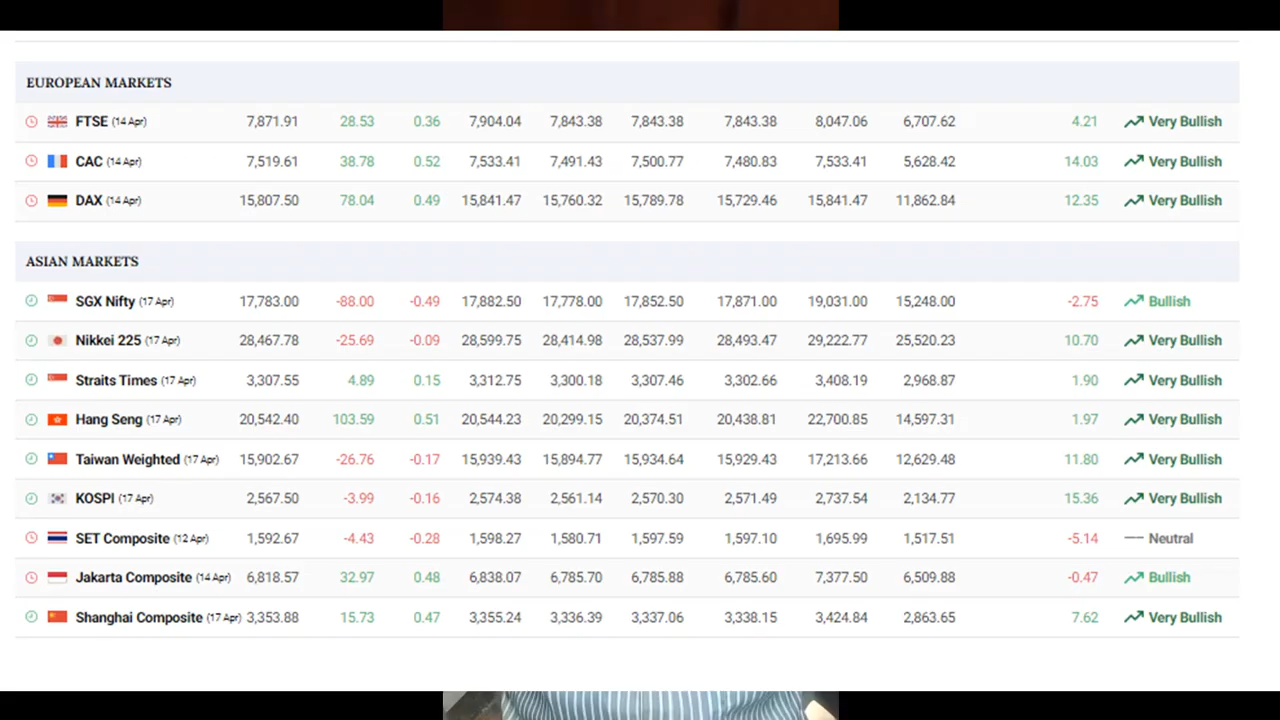 EUROPEAN MARKETS
FTSE (14 Apr) 7,871.91 28.53 0.36 7,904.04 7,843.38 7,843.38 7,843.38 8,047.06 6,707.62 4.21 Very Bullish
CAC (14 Apr) 7,519.61 38.78 0.52 7,533.41 7,491.43 7,500.77 7,480.83 7,533.41 5,628.42 14.03 Very Bullish
DAX (14 Apr) 15,807.50 78.04 0.49 15,841.47 15,760.32 15,789.78 15,729.46 15,841.47 11,862.84 12.35 Very Bullish
ASIAN MARKETS
SGX Nifty (17 Apr) 17,783.00 -88.00 -0.49 17,882.50 17,778.00 17,852.50 17,871.00 19,031.00 15,248.00 -2.75 Bullish
Nikkei 225 (17 Apr) 28,467.78 -25.69 -0.09 28,599.75 28,414.98 28,537.99 28,493.47 29,222.77 25,520.23 10.70 Very Bullish
Straits Times (17 Apr) 3,307.55 4.89 0.15 3,312.75 3,300.18 3,307.46 3,302.66 3,408.19 2,968.87 1.90 Very Bullish
Hang Seng (17 Apr) 20,542.40 103.59 0.51 20,544.23 20,299.15 20,374.51 20,438.81 22,700.85 14,597.31 1.97 Very Bullish
Taiwan Weighted (17 Apr) 15,902.67 -26.76 -0.17 15,939.43 15,894.77 15,934.64 15,929.43 17,213.66 12,629.48 11.80 Very Bullish
KOSPI (17 Apr) 2,567.50 -3.99 -0.16 2,574.38 2,561.14 2,570.30 2,571.49 2,737.54 2,134.77 15.36 Very Bullish
SET Composite (12 Apr) 1,592.67 -4.43 -0.28 1,598.27 1,580.71 1,597.59 1,597.10 1,695.99 1,517.51 -5.14 Neutral
Jakarta Composite (14 Apr) 6,818.57 32.97 0.48 6,838.07 6,785.70 6,785.88 6,785.60 7,377.50 6,509.88 -0.47 Bullish
Shanghai Composite (17 Apr) 3,353.88 15.73 0.47 3,355.24 3,336.39 3,337.06 3,338.15 3,424.84 2,863.65 7.62 Very Bullish